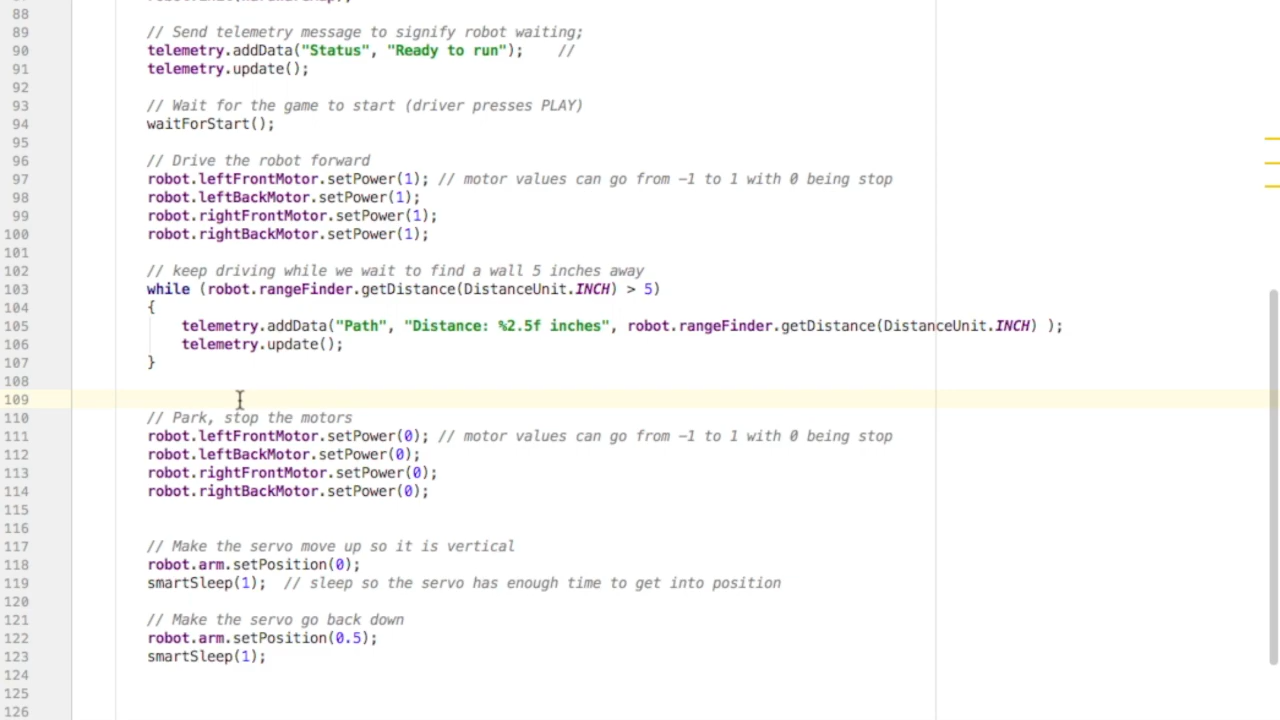 88
89 // Send telemetry message to signify robot waiting;
90 telemetry.addData("Status", "Ready to run");    //
91 telemetry.update();
92
93 // Wait for the game to start (driver presses PLAY)
94 waitForStart();
95
96 // Drive the robot forward
97 robot.leftFrontMotor.setPower(1); // motor values can go from -1 to 1 with 0 being stop
98 robot.leftBackMotor.setPower(1);
99 robot.rightFrontMotor.setPower(1);
100 robot.rightBackMotor.setPower(1);
101
102 // keep driving while we wait to find a wall 5 inches away
103 while (robot.rangeFinder.getDistance(DistanceUnit.INCH) > 5)
104 {
105 telemetry.addData("Path", "Distance: %2.5f inches", robot.rangeFinder.getDistance(DistanceUnit.INCH) );
106 telemetry.update();
107 }
108
109
110 // Park, stop the motors
111 robot.leftFrontMotor.setPower(0); // motor values can go from -1 to 1 with 0 being stop
112 robot.leftBackMotor.setPower(0);
113 robot.rightFrontMotor.setPower(0);
114 robot.rightBackMotor.setPower(0);
115
116
117 // Make the servo move up so it is vertical
118 robot.arm.setPosition(0);
119 smartSleep(1);  // sleep so the servo has enough time to get into position
120
121 // Make the servo go back down
122 robot.arm.setPosition(0.5);
123 smartSleep(1);
124
125
126